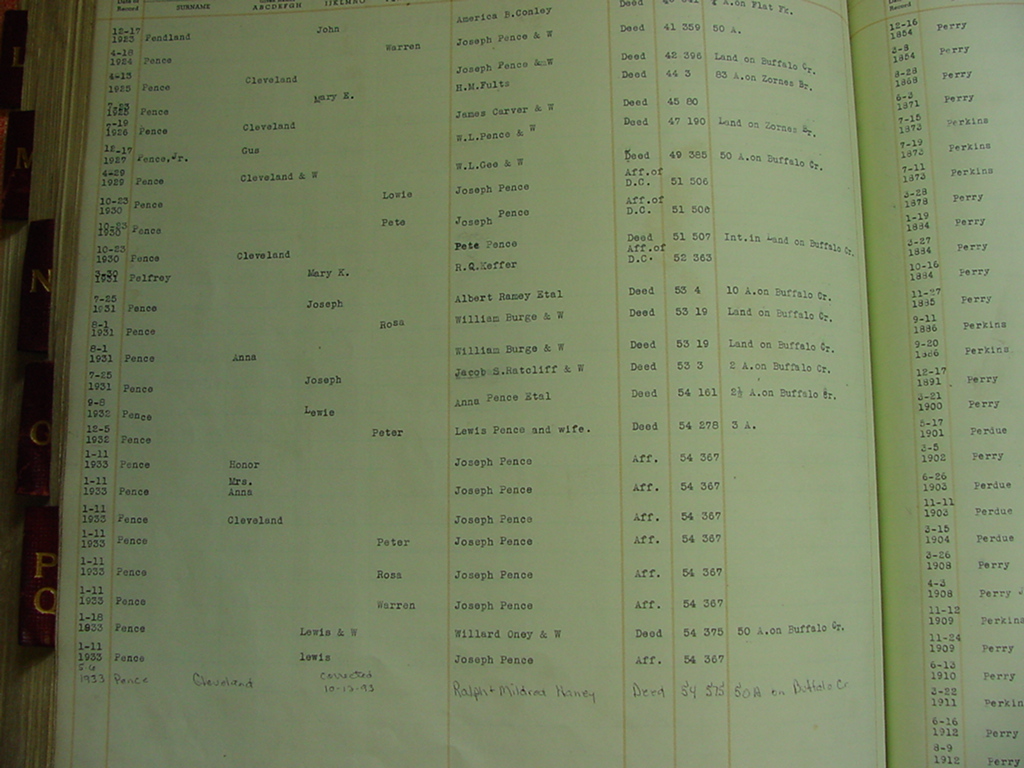 Date of
Record SURNAME ABCDEFGH IJKLMNO
America B.Conley Deed A.on Flat Fk.
12-17
1923 Pendland John Joseph Pence & W Deed 41 359 50 A.
4-18
1924 Pence Warren Joseph Pence & W Deed 42 396 Land on Buffalo Cr.
4-13
1925 Pence Cleveland H.M.Fultz Deed 44 3 83 A.on Zornes Br.
7-23
1925 Pence Mary E. James Carver & W Deed 45 80
-19
1926 Pence Cleveland W.L.Pence & W Deed 47 190 Land on Zornes Br.
12-17
1927 Pence,Jr. Gus W.L.Gee & W Deed 49 385 50 A.on Buffalo Cr.
4-29
1929 Pence Cleveland & W Joseph Pence Aff.of D.C. 51 506
10-23
1930 Pence Lowie Joseph Pence Aff.of D.C. 51 506
10-23
1930 Pence Pete Pete Pence Deed 51 507 Int.in Land on Buffalo Cr.
10-23
1930 Pence Cleveland R.Q.Keffer Aff.of D.C. 52 363
3-30
1931 Pelfrey Mary K. Albert Ramey Etal Deed 53 4 10 A.on Buffalo Cr.
7-25
1931 Pence Joseph William Burge & W Deed 53 19 Land on Buffalo Cr.
8-1
1931 Pence Rosa William Burge & W Deed 53 19 Land on Buffalo Cr.
8-1
1931 Pence Anna Jacob S.Ratcliff & W Deed 53 3 2 A.on Buffalo Cr.
7-25
1931 Pence Joseph Anna Pence Etal Deed 54 161 2½ A.on Buffalo Cr.
9-8
1932 Pence Lewie Lewis Pence and wife. Deed 54 278 3 A.
12-5
1932 Pence Peter
1-11
1933 Pence Honor Joseph Pence Aff. 54 367
1-11 Mrs.
1933 Pence Anna Joseph Pence Aff. 54 367
1-11
1933 Pence Cleveland Joseph Pence Aff. 54 367
1-11
1933 Pence Peter Joseph Pence Aff. 54 367
1-11
1933 Pence Rosa Joseph Pence Aff. 54 367
1-11
1933 Pence Warren Joseph Pence Aff. 54 367
1-18
1933 Pence Lewis & W Willard Oney & W Deed 54 375 50 A.on Buffalo Cr.
1-11
1933 Pence lewis Joseph Pence Aff. 54 367
5-6 corrected
1933 Pence Cleveland 10-13-93 Ralph & Mildred Haney Deed 54 575 50A on Buffalo Cr
Record
12-16
1854 Perry
2-8
1854 Perry
8-28
1868 Perry
6-3
1871 Perry
7-15
1873 Perkins
7-19
1873 Perkins
7-11
1873 Perkins
3-28
1878 Perry
1-19
1884 Perry
3-27
1884 Perry
10-16
1884 Perry
11-27
1885 Perry
9-11
1886 Perkins
9-20
1886 Perkins
12-17
1891 Perry
3-21
1900 Perry
5-17
1901 Perdue
3-5
1902 Perry
6-26
1903 Perdue
11-11
1903 Perdue
3-15
1904 Perdue
3-26
1908 Perry
4-3
1908 Perry
11-12
1909 Perkins
11-24
1909 Perry
6-13
1910 Perry
3-22
1911 Perkin
6-16
1912 Perry
8-9
1912 Perry
L
M
N
O
P
Q